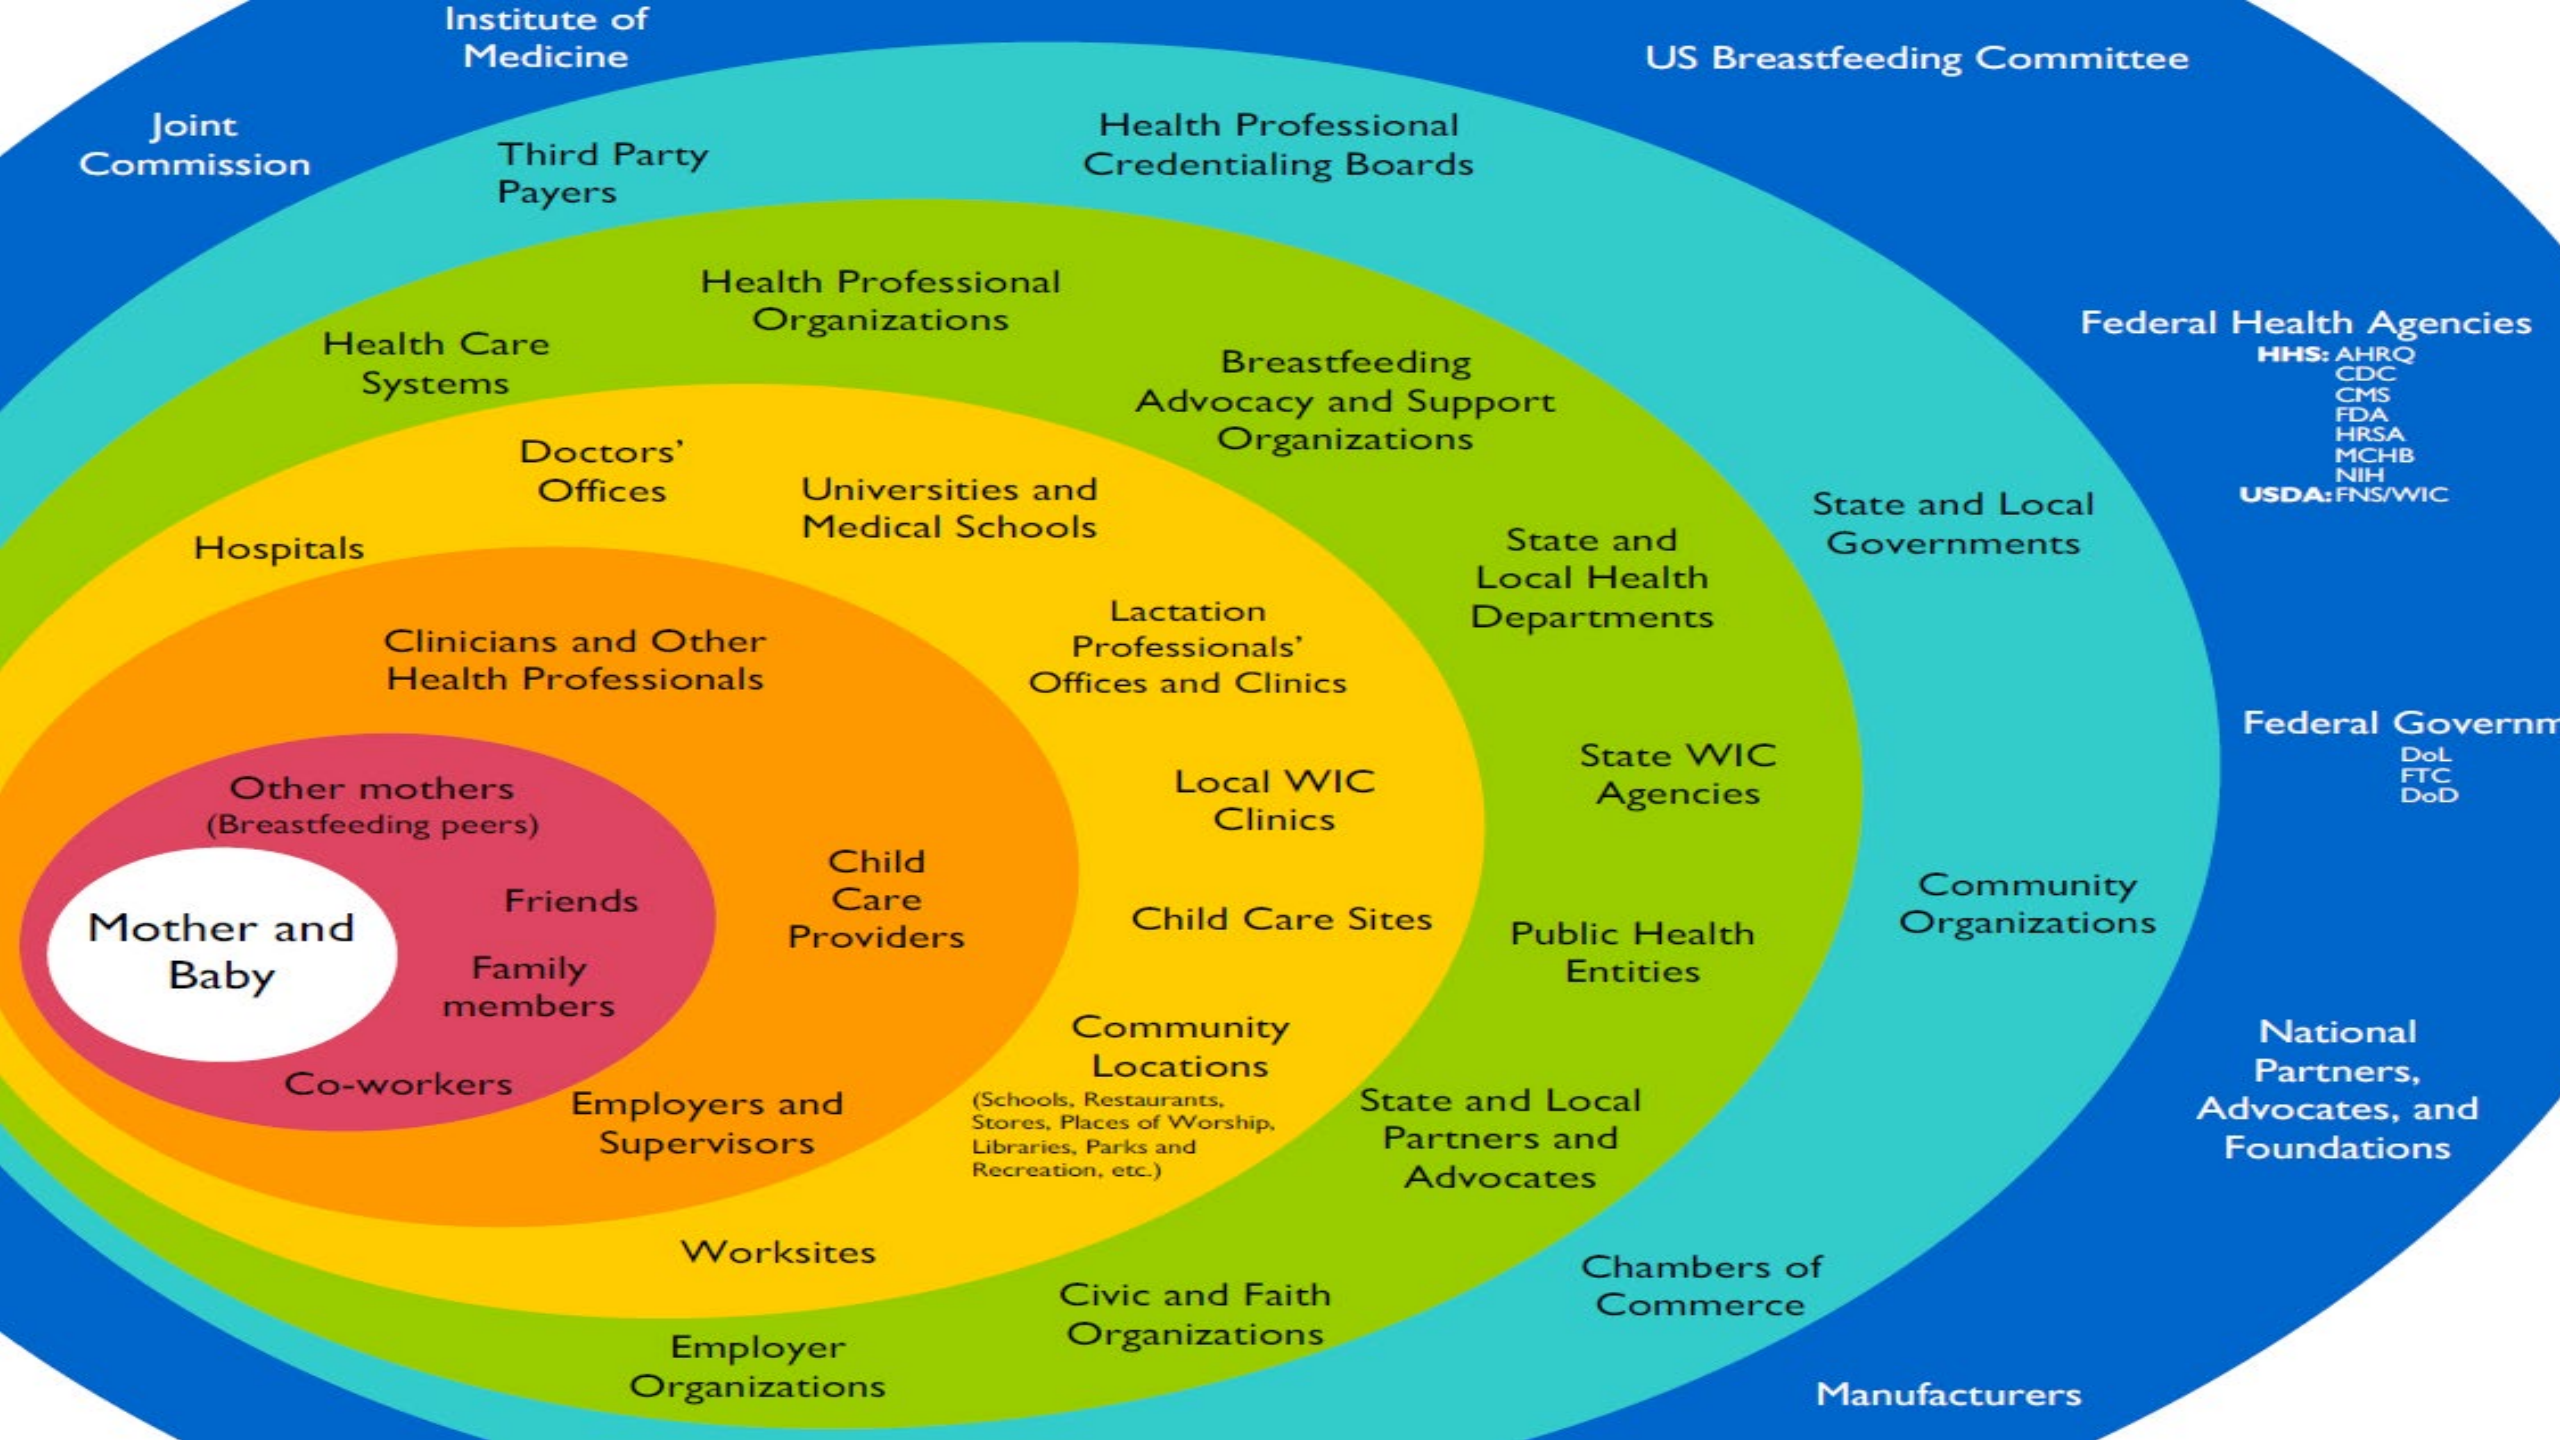 Institute of
Medicine
US Breastfeeding Committee
Joint
Commission
Third Party
Payers
Health Professional
Credentialing Boards
Health Professional
Organizations
Health Care
Systems
Breastfeeding
Advocacy and Support
Organizations
Federal Health Agencies
HHS: AHRQ
CDC
CMS
FDA
HRSA
MCHB
NIH
USDA: FNS/WIC
Doctors’
Offices
Universities and
Medical Schools
Hospitals
State and
Local Health
Departments
State and Local
Governments
Clinicians and Other
Health Professionals
Lactation
Professionals’
Offices and Clinics
Federal Governm
DoL
FTC
DoD
Other mothers
(Breastfeeding peers)
Local WIC
Clinics
State WIC
Agencies
Mother and
Baby
Friends
Family
members
Co-workers
Child
Care
Providers
Child Care Sites
Public Health
Entities
Community
Organizations
Community
Locations
(Schools, Restaurants,
Stores, Places of Worship,
Libraries, Parks and
Recreation, etc.)
Employers and
Supervisors
State and Local
Partners and
Advocates
National
Partners,
Advocates, and
Foundations
Worksites
Civic and Faith
Organizations
Chambers of
Commerce
Employer
Organizations
Manufacturers